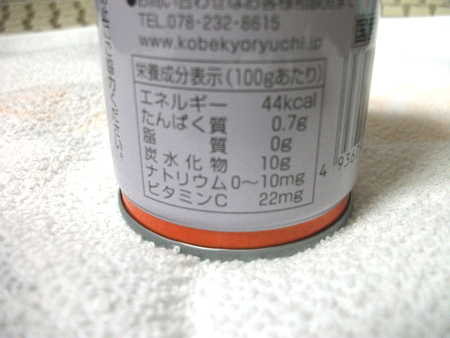 TEL.078-232-8615
www.kobekyoryuchi.jp
栄養成分表示(100gあたり)
エネルギー 44kcal
たんぱく質 0.7g
脂質 0g
炭水化物 10g
ナトリウム 0〜10mg
ビタミンC 22mg